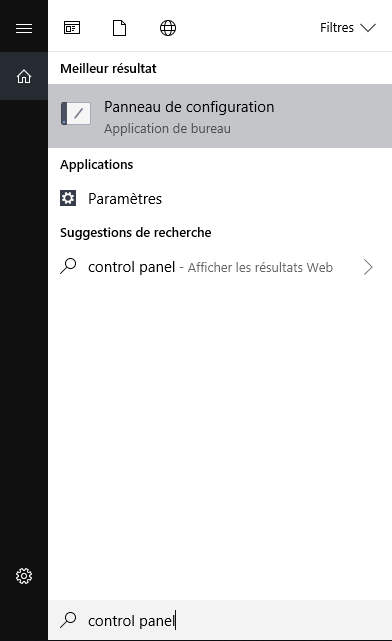 Filtres
Meilleur résultat
Panneau de configuration
Application de bureau
Applications
Paramètres
Suggestions de recherche
control panel - Afficher les résultats Web
control panel